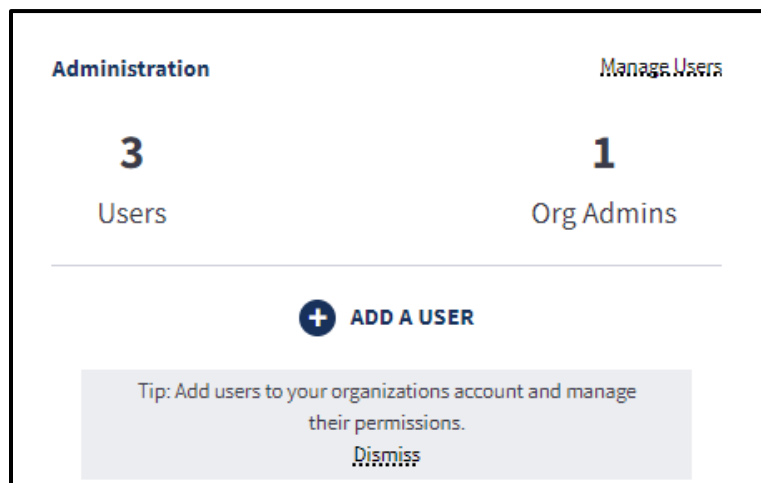 Administration
Manage Users
3
1
Users
Org Admins
ADD A USER
Tip: Add users to your organizations account and manage
their permissions.
Dismiss